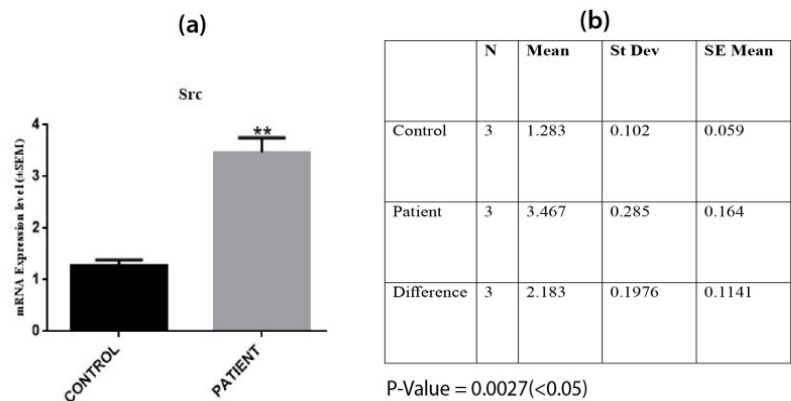 (a)
Src
mRNA Expression level (±SEM)
4
3
2
1
0
**
CONTROL
PATIENT
(b)
N Mean St Dev SE Mean
Control 3 1.283 0.102 0.059
Patient 3 3.467 0.285 0.164
Difference 3 2.183 0.1976 0.1141
P-Value = 0.0027(<0.05)